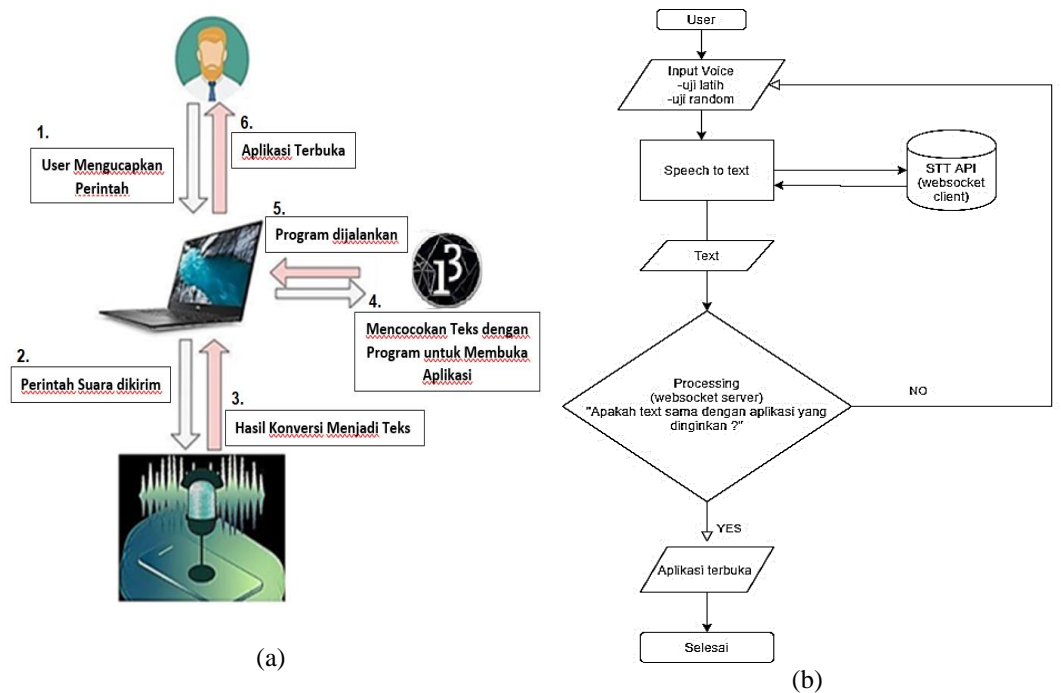 1.
User Mengucapkan
Perintah
6.
Aplikasi Terbuka
5.
Program dijalankan
i3
4.
Mencocokan Teks dengan
Program untuk Membuka
Aplikasi
2.
Perintah Suara dikirim
3.
Hasil Konversi Menjadi Teks
(a)
User
Input Voice
-uji latih
-uji random
Speech to text
STT API
(websocket
client)
Text
Processing
(websocket server)
"Apakah text sama dengan aplikasi yang
dinginkan ?"
NO
YES
Aplikasi terbuka
Selesai
(b)